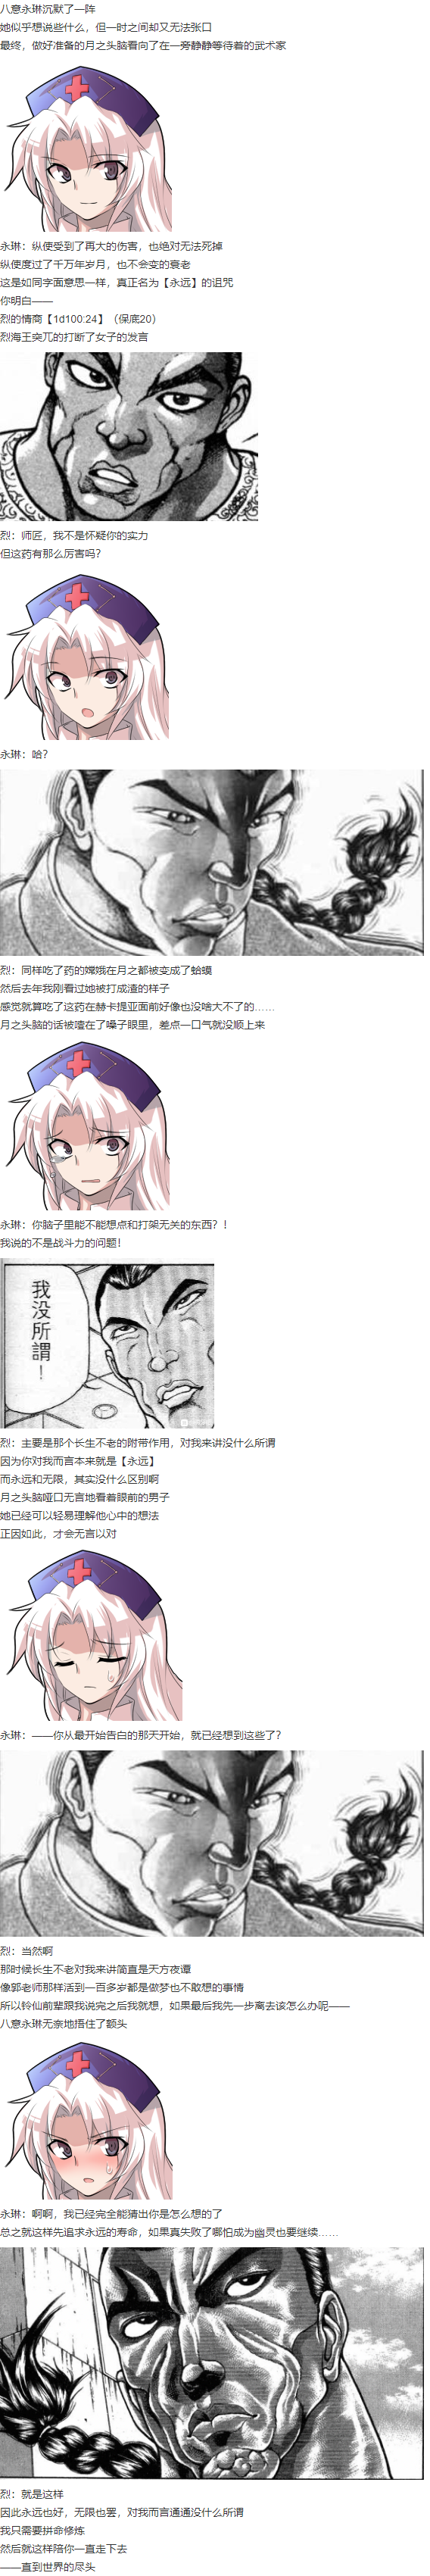 八意永琳沉默了一阵
她似乎想说些什么，但一时之间却又无法张口
最终，做好准备的月之头脑看向了在一旁静静等待着的武术家
永琳：纵便受到了再大的伤害，也绝对无法死掉
纵便度过了千万年岁月，也不会变的衰老
这是如同字面意思一样，真正名为【永远】的诅咒
你明白——
烈的情商【1d100:24】（保底20）
烈海王突兀的打断了女子的发言
烈：师匠，我不是怀疑你的实力
但这药有那么厉害吗？
永琳：哈？
烈：同样吃了药的嫦娥在月之都被变成了蛤蟆
然后去年我刚看过她被打成渣的样子
感觉就算吃了这药在赫卡提亚面前好像也没啥大不了的……
月之头脑的话被噎在了嗓子眼里，差点一口气就没顺上来
永琳：你脑子里能不能想点和打架无关的东西？！
我说的不是战斗力的问题！
我没所謂！
烈：主要是那个长生不老的附带作用，对我来讲没什么所谓
因为你对我而言本来就是【永远】
而永远和无限，其实没什么区别啊
月之头脑哑口无言地看着眼前的男子
她已经可以轻易理解他心中的想法
正因如此，才会无言以对
永琳：——你从最开始告白的那天开始，就已经想到这些了？
烈：当然啊
那时候长生不老对我来讲简直是天方夜谭
像郭老师那样活到一百多岁都是做梦也不敢想的事情
所以铃仙前辈跟我说完之后我就想，如果最后我先一步离去该怎么办呢——
八意永琳无奈地捂住了额头
永琳：啊啊，我已经完全能猜出你是怎么想的了
总之就这样先追求永远的寿命，如果真失败了哪怕成为幽灵也要继续……
烈：就是这样
因此永远也好，无限也罢，对我而言通通没什么所谓
我只需要拼命修炼
然后就这样陪你一直走下去
——直到世界的尽头